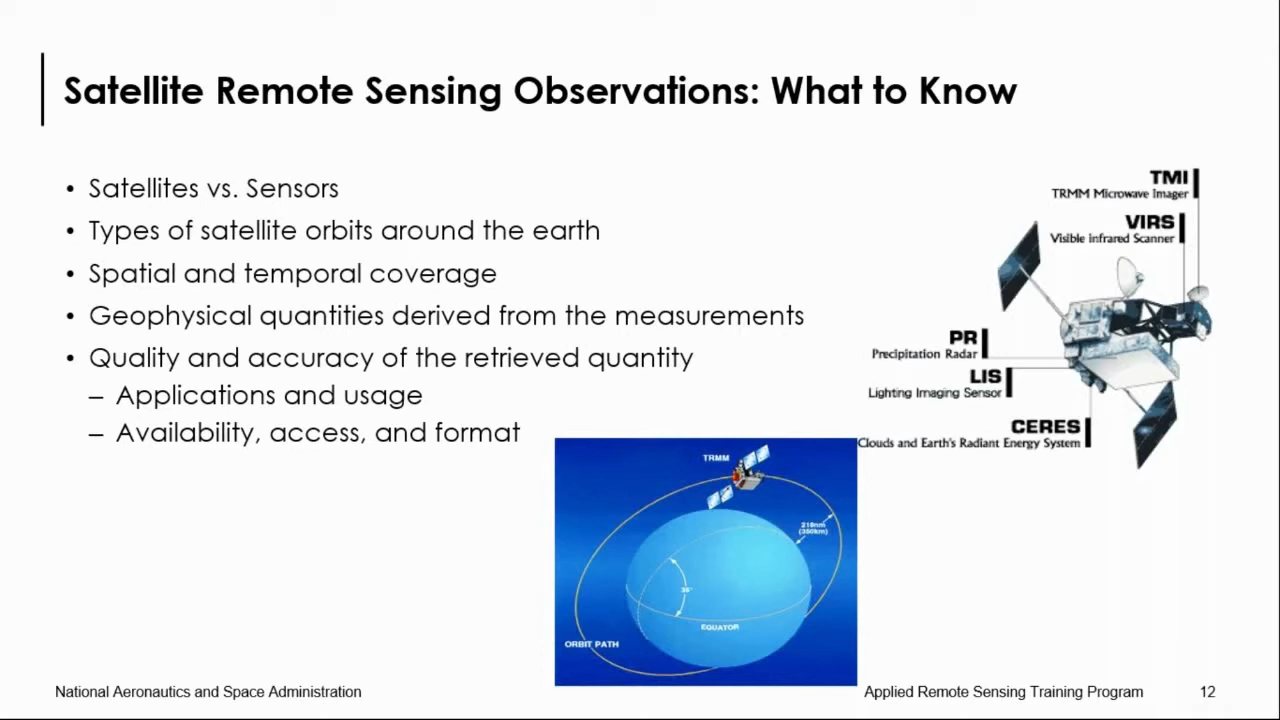 Satellite Remote Sensing Observations: What to Know
• Satellites vs. Sensors
• Types of satellite orbits around the earth
• Spatial and temporal coverage
• Geophysical quantities derived from the measurements
• Quality and accuracy of the retrieved quantity
– Applications and usage
– Availability, access, and format
TMI
TRMM Microwave Imager
VIRS
Visible infrared Scanner
PR
Precipitation Radar
LIS
Lighting Imaging Sensor
CERES
Clouds and Earth's Radiant Energy System
TRMM
218nm
(350km)
35°
EQUATOR
ORBIT PATH
National Aeronautics and Space Administration
Applied Remote Sensing Training Program
12